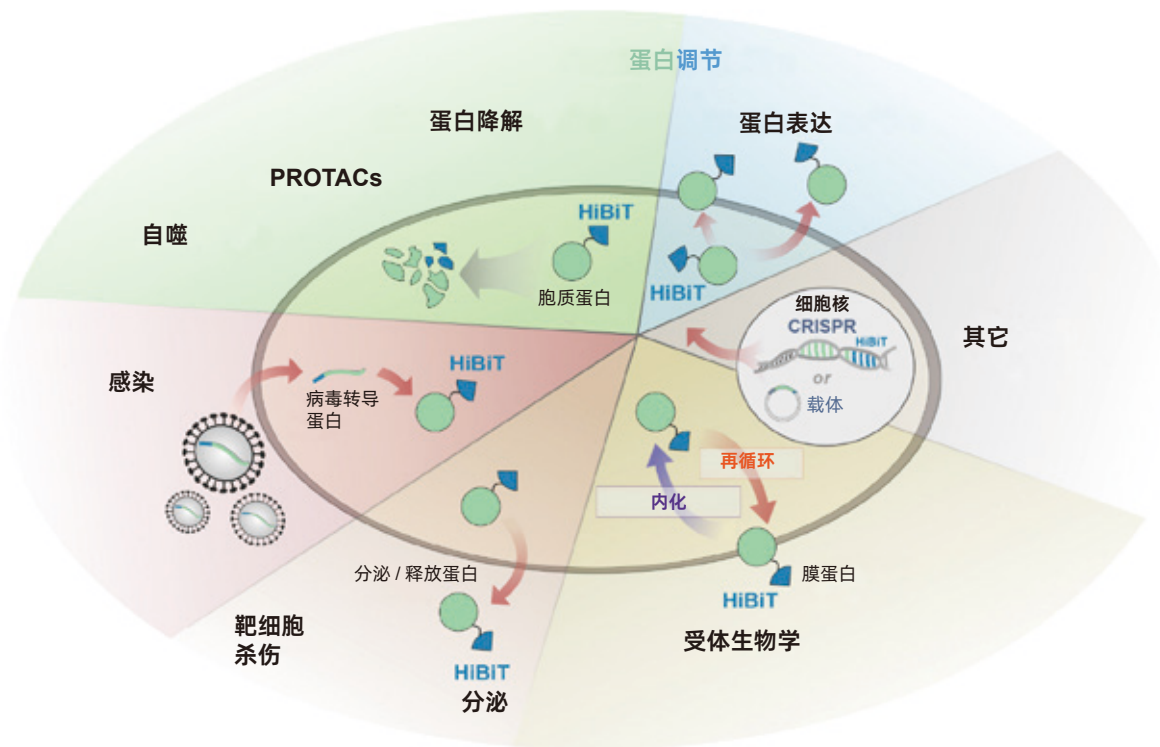 蛋白调节
蛋白降解
蛋白表达
PROTACs
自噬
HiBiT
胞质蛋白
HiBiT
细胞核
CRISPR
HiBiT
or
载体
其它
感染
病毒转导
蛋白
HiBiT
再循环
内化
分泌 / 释放蛋白
膜蛋白
HiBiT
靶细胞
杀伤
受体生物学
HiBiT
分泌